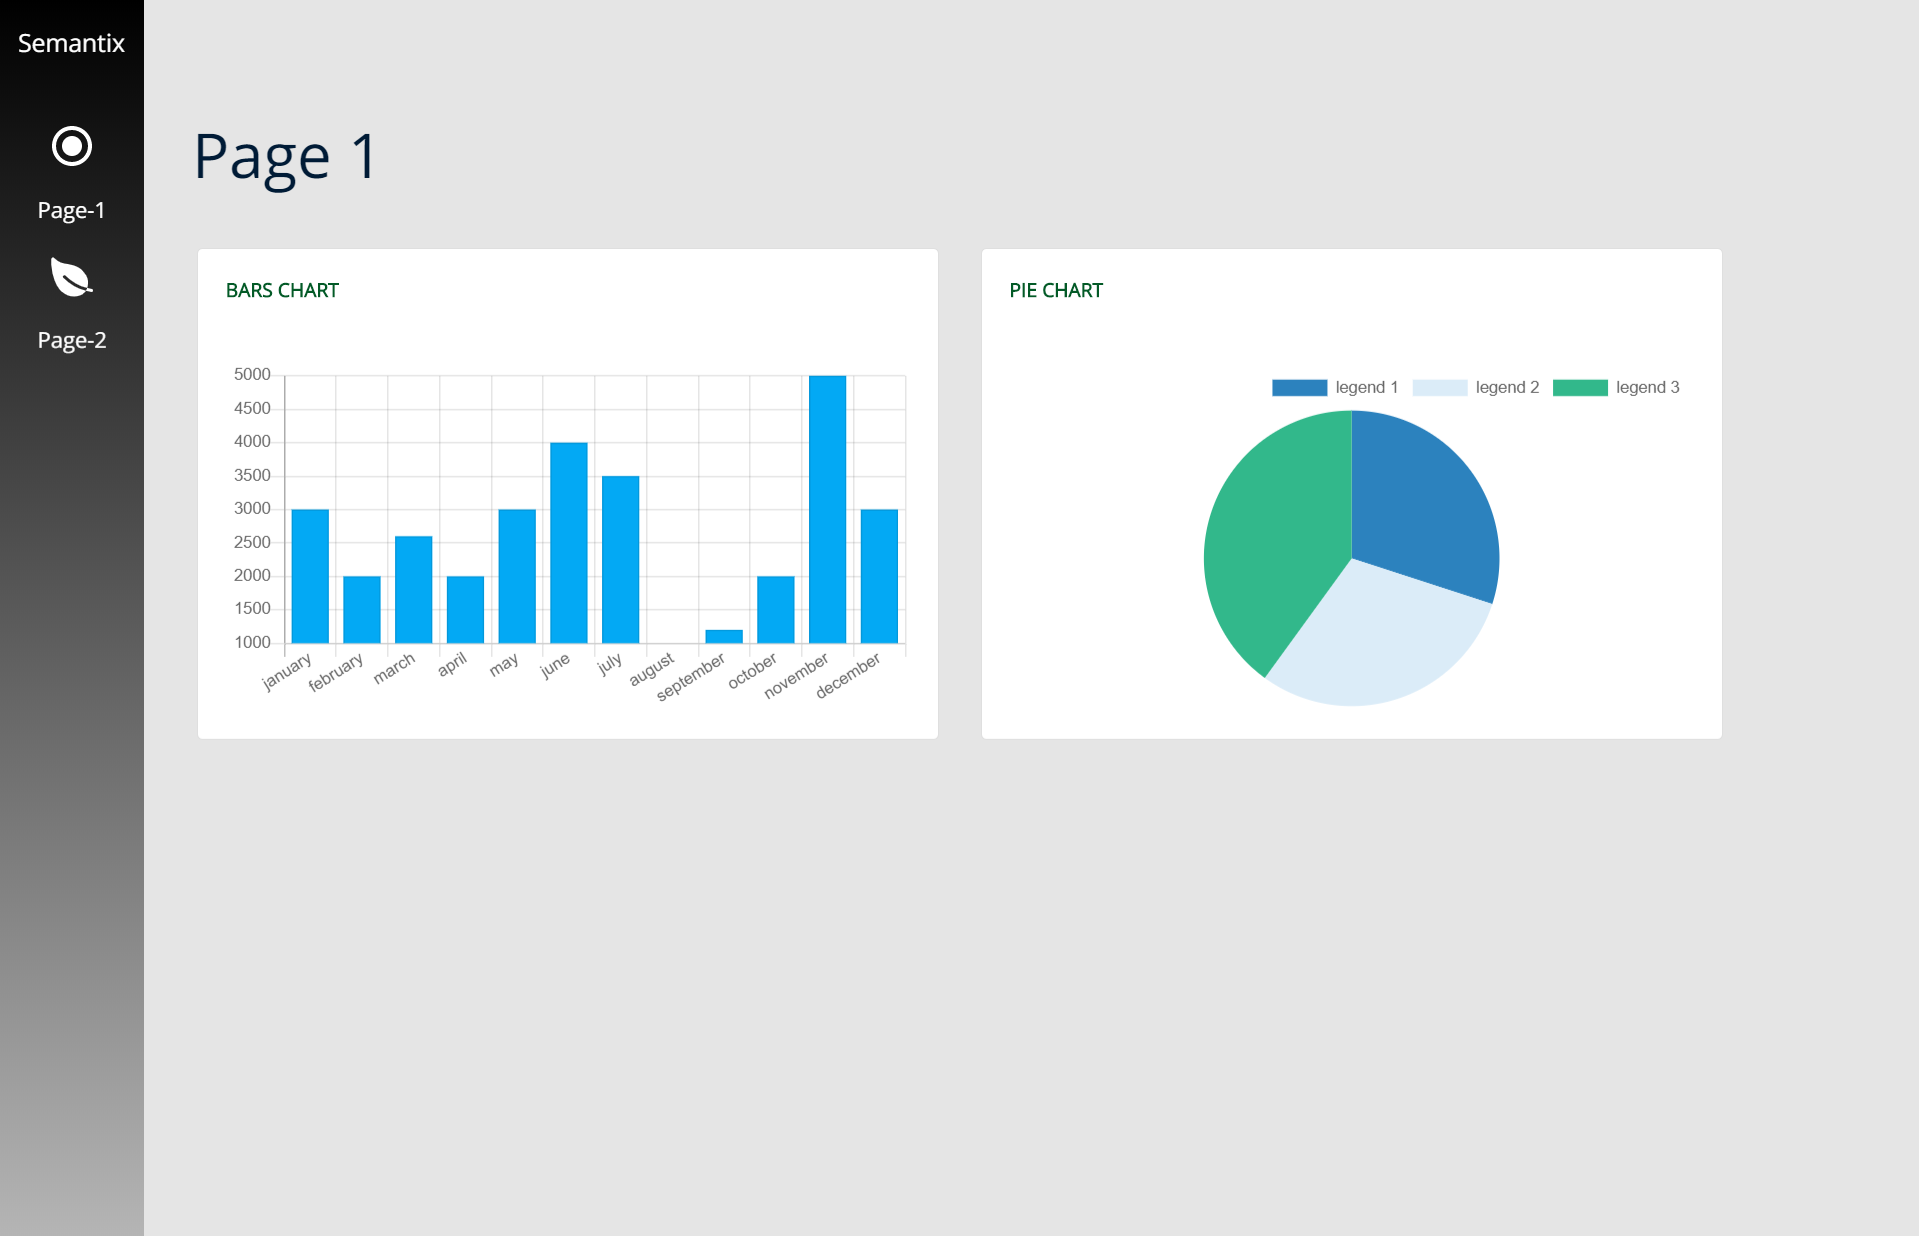 Semantix
Page-1
Page-2
Page 1
BARS CHART
5000
4500
4000
3500
3000
2500
2000
1500
1000
january
february
march
april
may
june
july
august
september
october
november
december
PIE CHART
legend 1
legend 2
legend 3